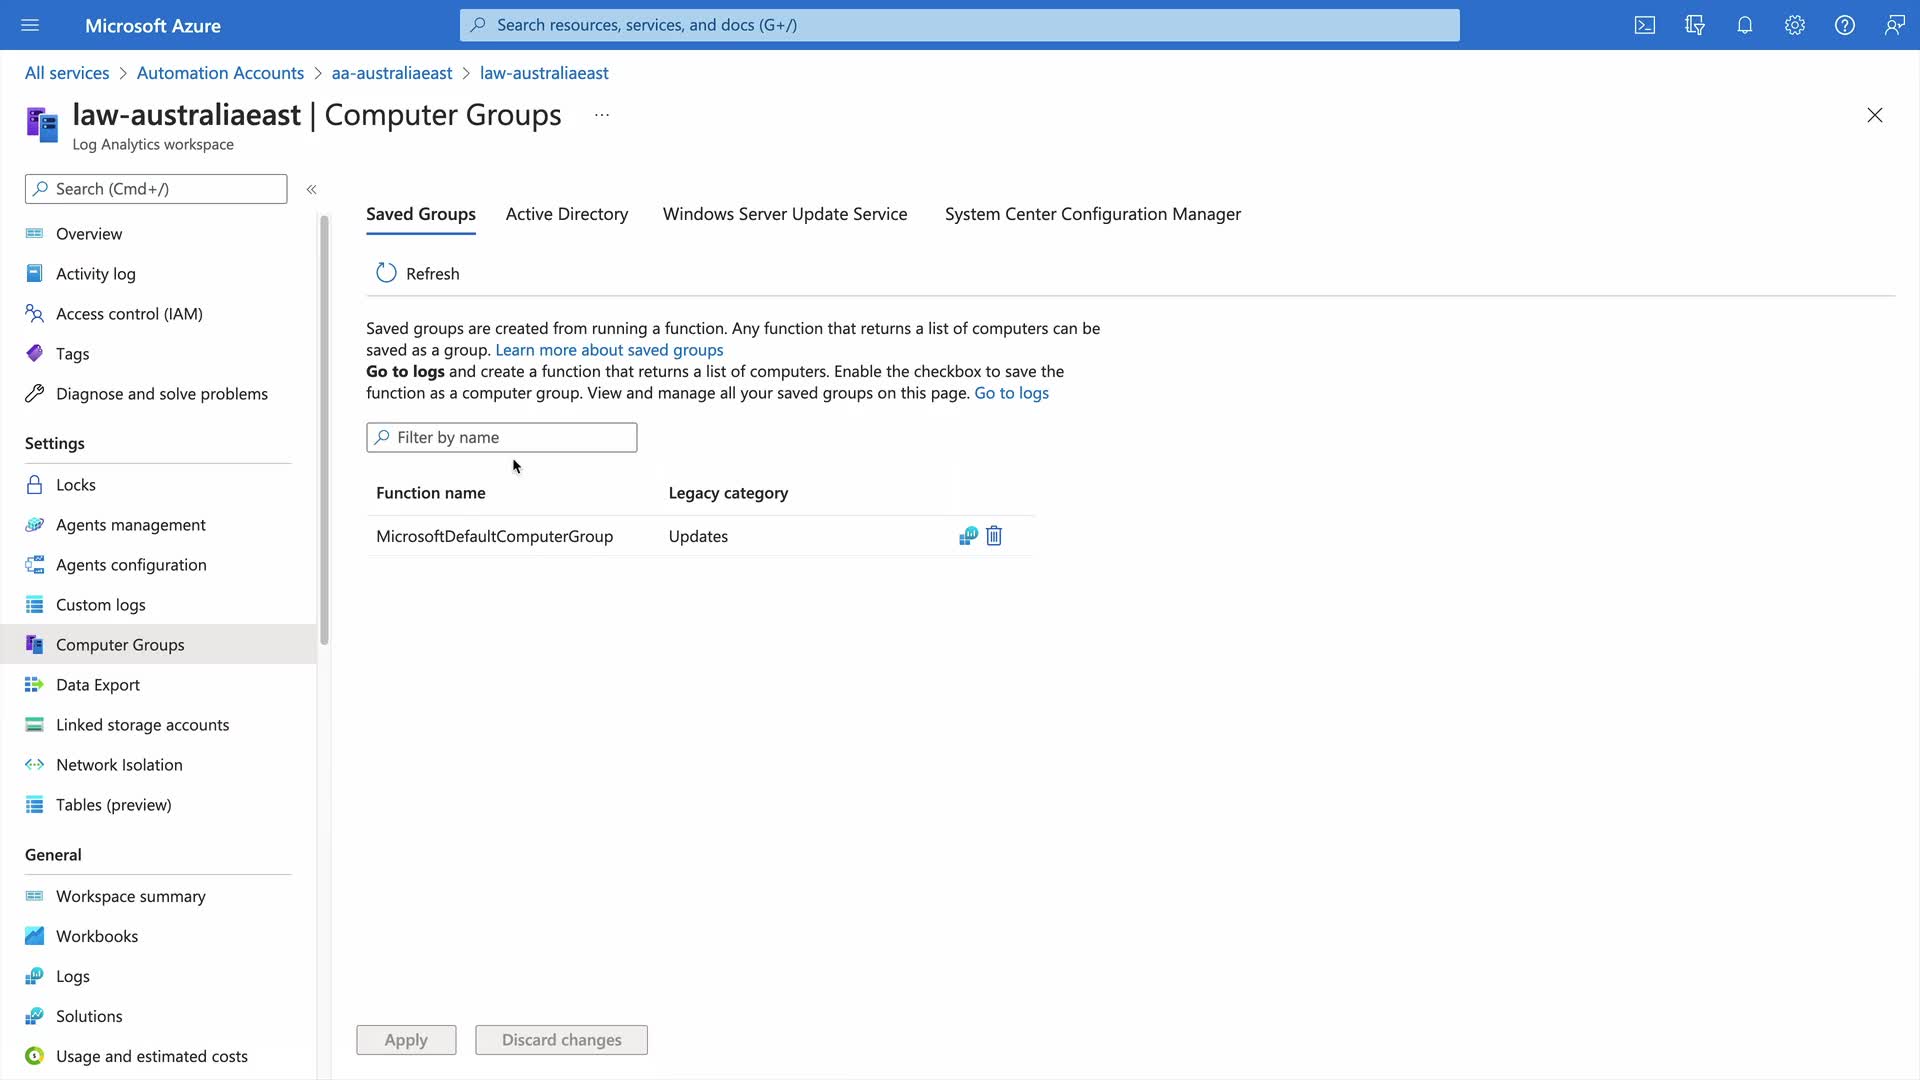 Microsoft Azure
Search resources, services, and docs (G+/)
All services > Automation Accounts > aa-australiaeast > law-australiaeast
law-australiaeast | Computer Groups ...
Log Analytics workspace
Search (Cmd+/)
«
Overview
Activity log
Access control (IAM)
Tags
Diagnose and solve problems
Settings
Locks
Agents management
Agents configuration
Custom logs
Computer Groups
Data Export
Linked storage accounts
Network Isolation
Tables (preview)
General
Workspace summary
Workbooks
Logs
Solutions
Usage and estimated costs
Saved Groups Active Directory Windows Server Update Service System Center Configuration Manager
Refresh
Saved groups are created from running a function. Any function that returns a list of computers can be
saved as a group. Learn more about saved groups
Go to logs and create a function that returns a list of computers. Enable the checkbox to save the
function as a computer group. View and manage all your saved groups on this page. Go to logs
Filter by name
Function name Legacy category
MicrosoftDefaultComputerGroup Updates
Apply Discard changes